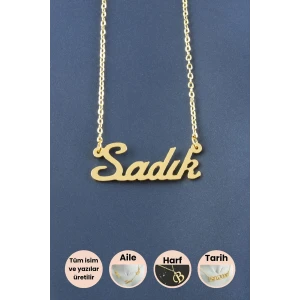 Sadık
Tüm isim
ve yazılar
üretilir
Aile
Harf
Tarih
B